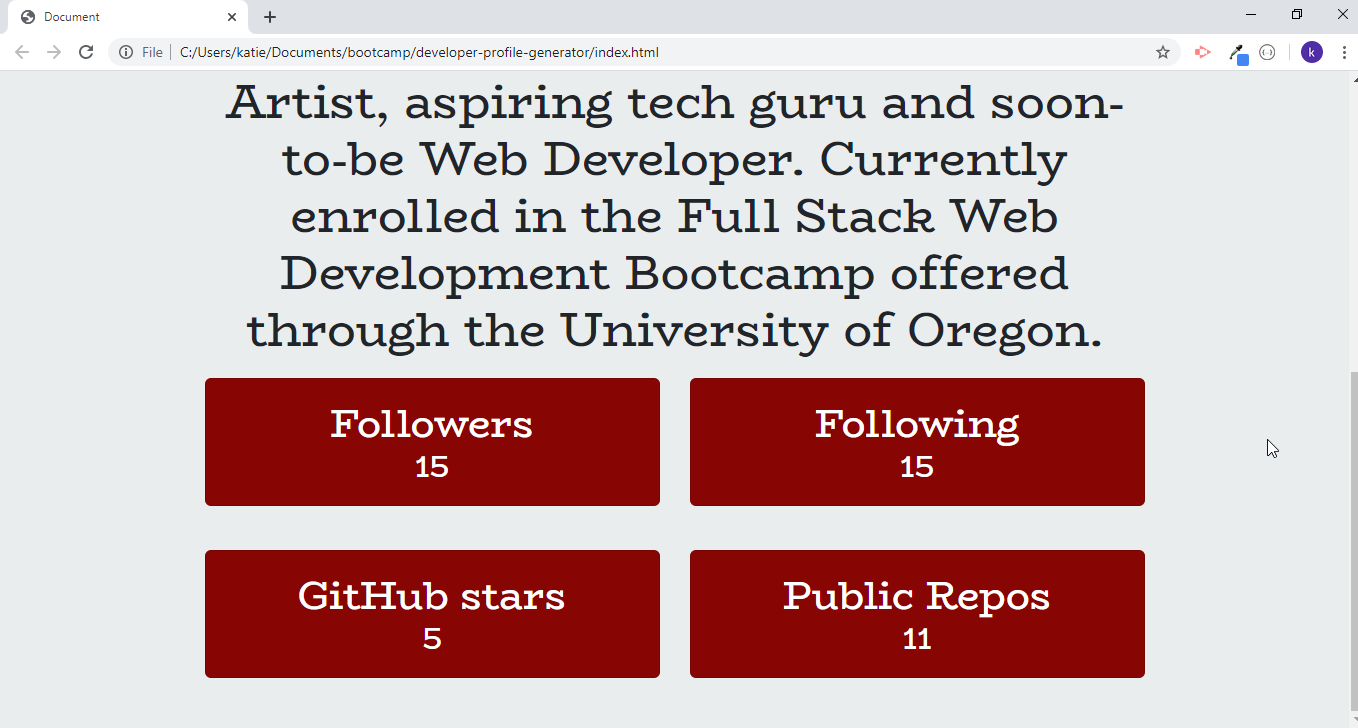 Document
File
C:/Users/katie/Documents/bootcamp/developer-profile-generator/index.html
k
Artist, aspiring tech guru and soon-
to-be Web Developer. Currently
enrolled in the Full Stack Web
Development Bootcamp offered
through the University of Oregon.
Followers
15
Following
15
GitHub stars
5
Public Repos
11